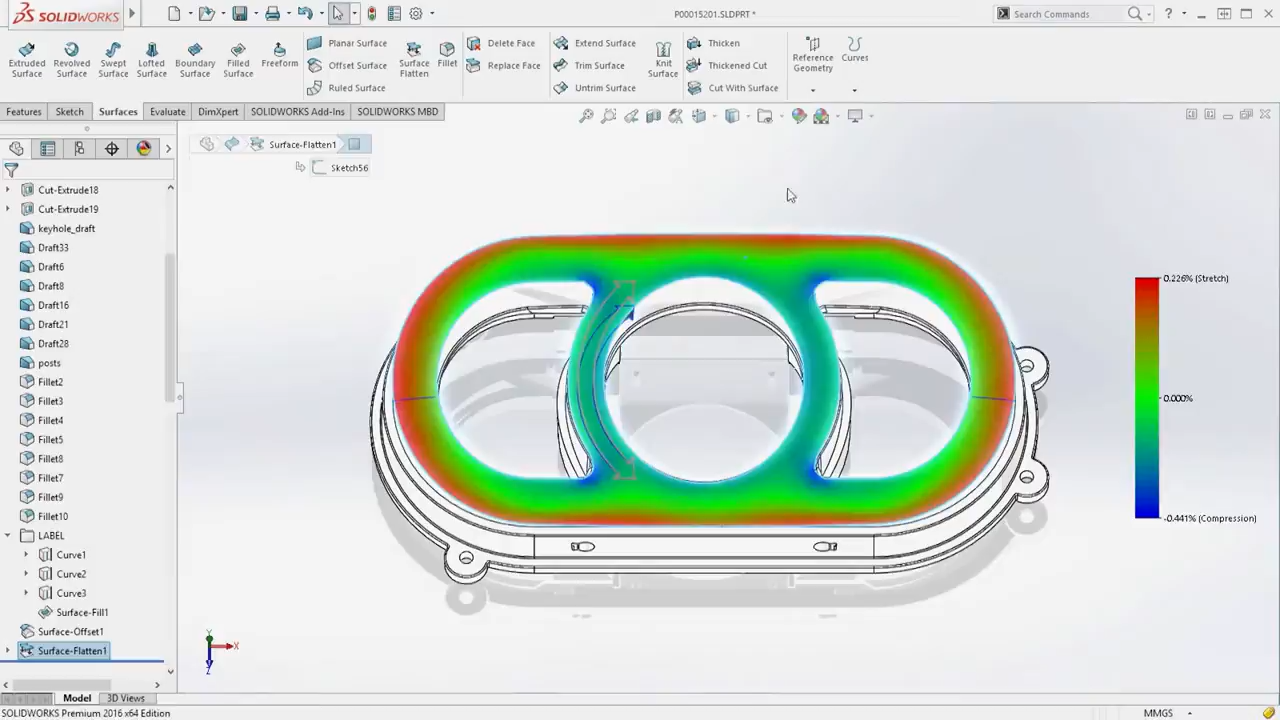 SOLIDWORKS
P00015201.SLDPRT *
Search Commands
Extruded Surface
Revolved Surface
Swept Surface
Lofted Surface
Boundary Surface
Filled Surface
Freeform
Planar Surface
Offset Surface
Ruled Surface
Surface Flatten
Fillet
Delete Face
Replace Face
Extend Surface
Trim Surface
Untrim Surface
Knit Surface
Thicken
Thickened Cut
Cut With Surface
Reference Geometry
Curves
Features
Sketch
Surfaces
Evaluate
DimXpert
SOLIDWORKS Add-Ins
SOLIDWORKS MBD
Surface-Flatten1
Sketch56
Cut-Extrude18
Cut-Extrude19
keyhole_draft
Draft33
Draft6
Draft8
Draft16
Draft21
Draft28
posts
Fillet2
Fillet3
Fillet4
Fillet5
Fillet8
Fillet7
Fillet9
Fillet10
LABEL
Curve1
Curve2
Curve3
Surface-Fill1
Surface-Offset1
Surface-Flatten1
0.226% (Stretch)
0.000%
-0.441% (Compression)
Y
X
Z
Model
3D Views
SOLIDWORKS Premium 2016 x64 Edition
MMGS